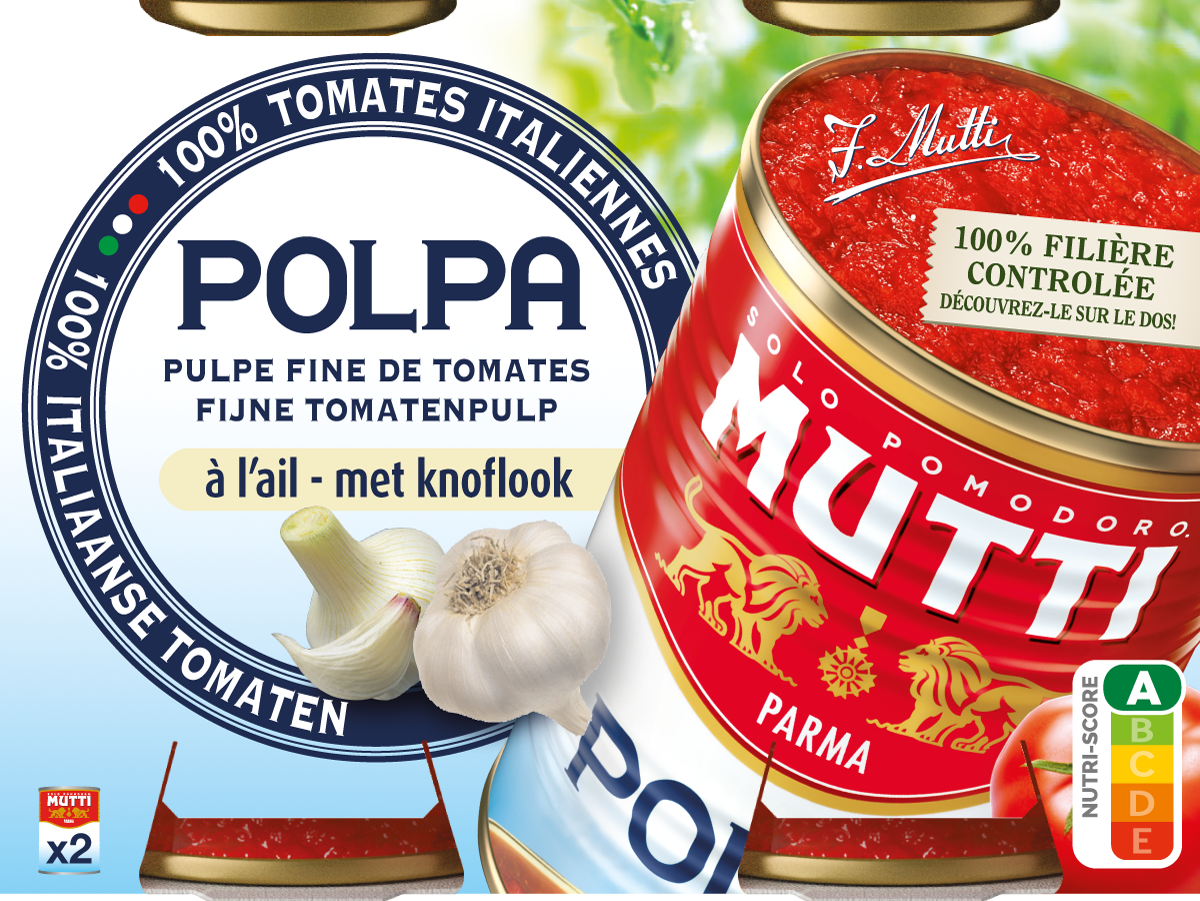 100% TOMATES ITALIENNES
100% ITALIAANSE TOMATEN
POLPA
PULPE FINE DE TOMATES
FIJNE TOMATENPULP
à l'ail - met knoflook
F. Mutti
100% FILIÈRE
CONTROLÉE
DÉCOUVREZ-LE SUR LE DOS!
SOLO POMODORO.
MUTTI
PARMA
POL
NUTRI-SCORE
A
B
C
D
E
MUTTI
x2